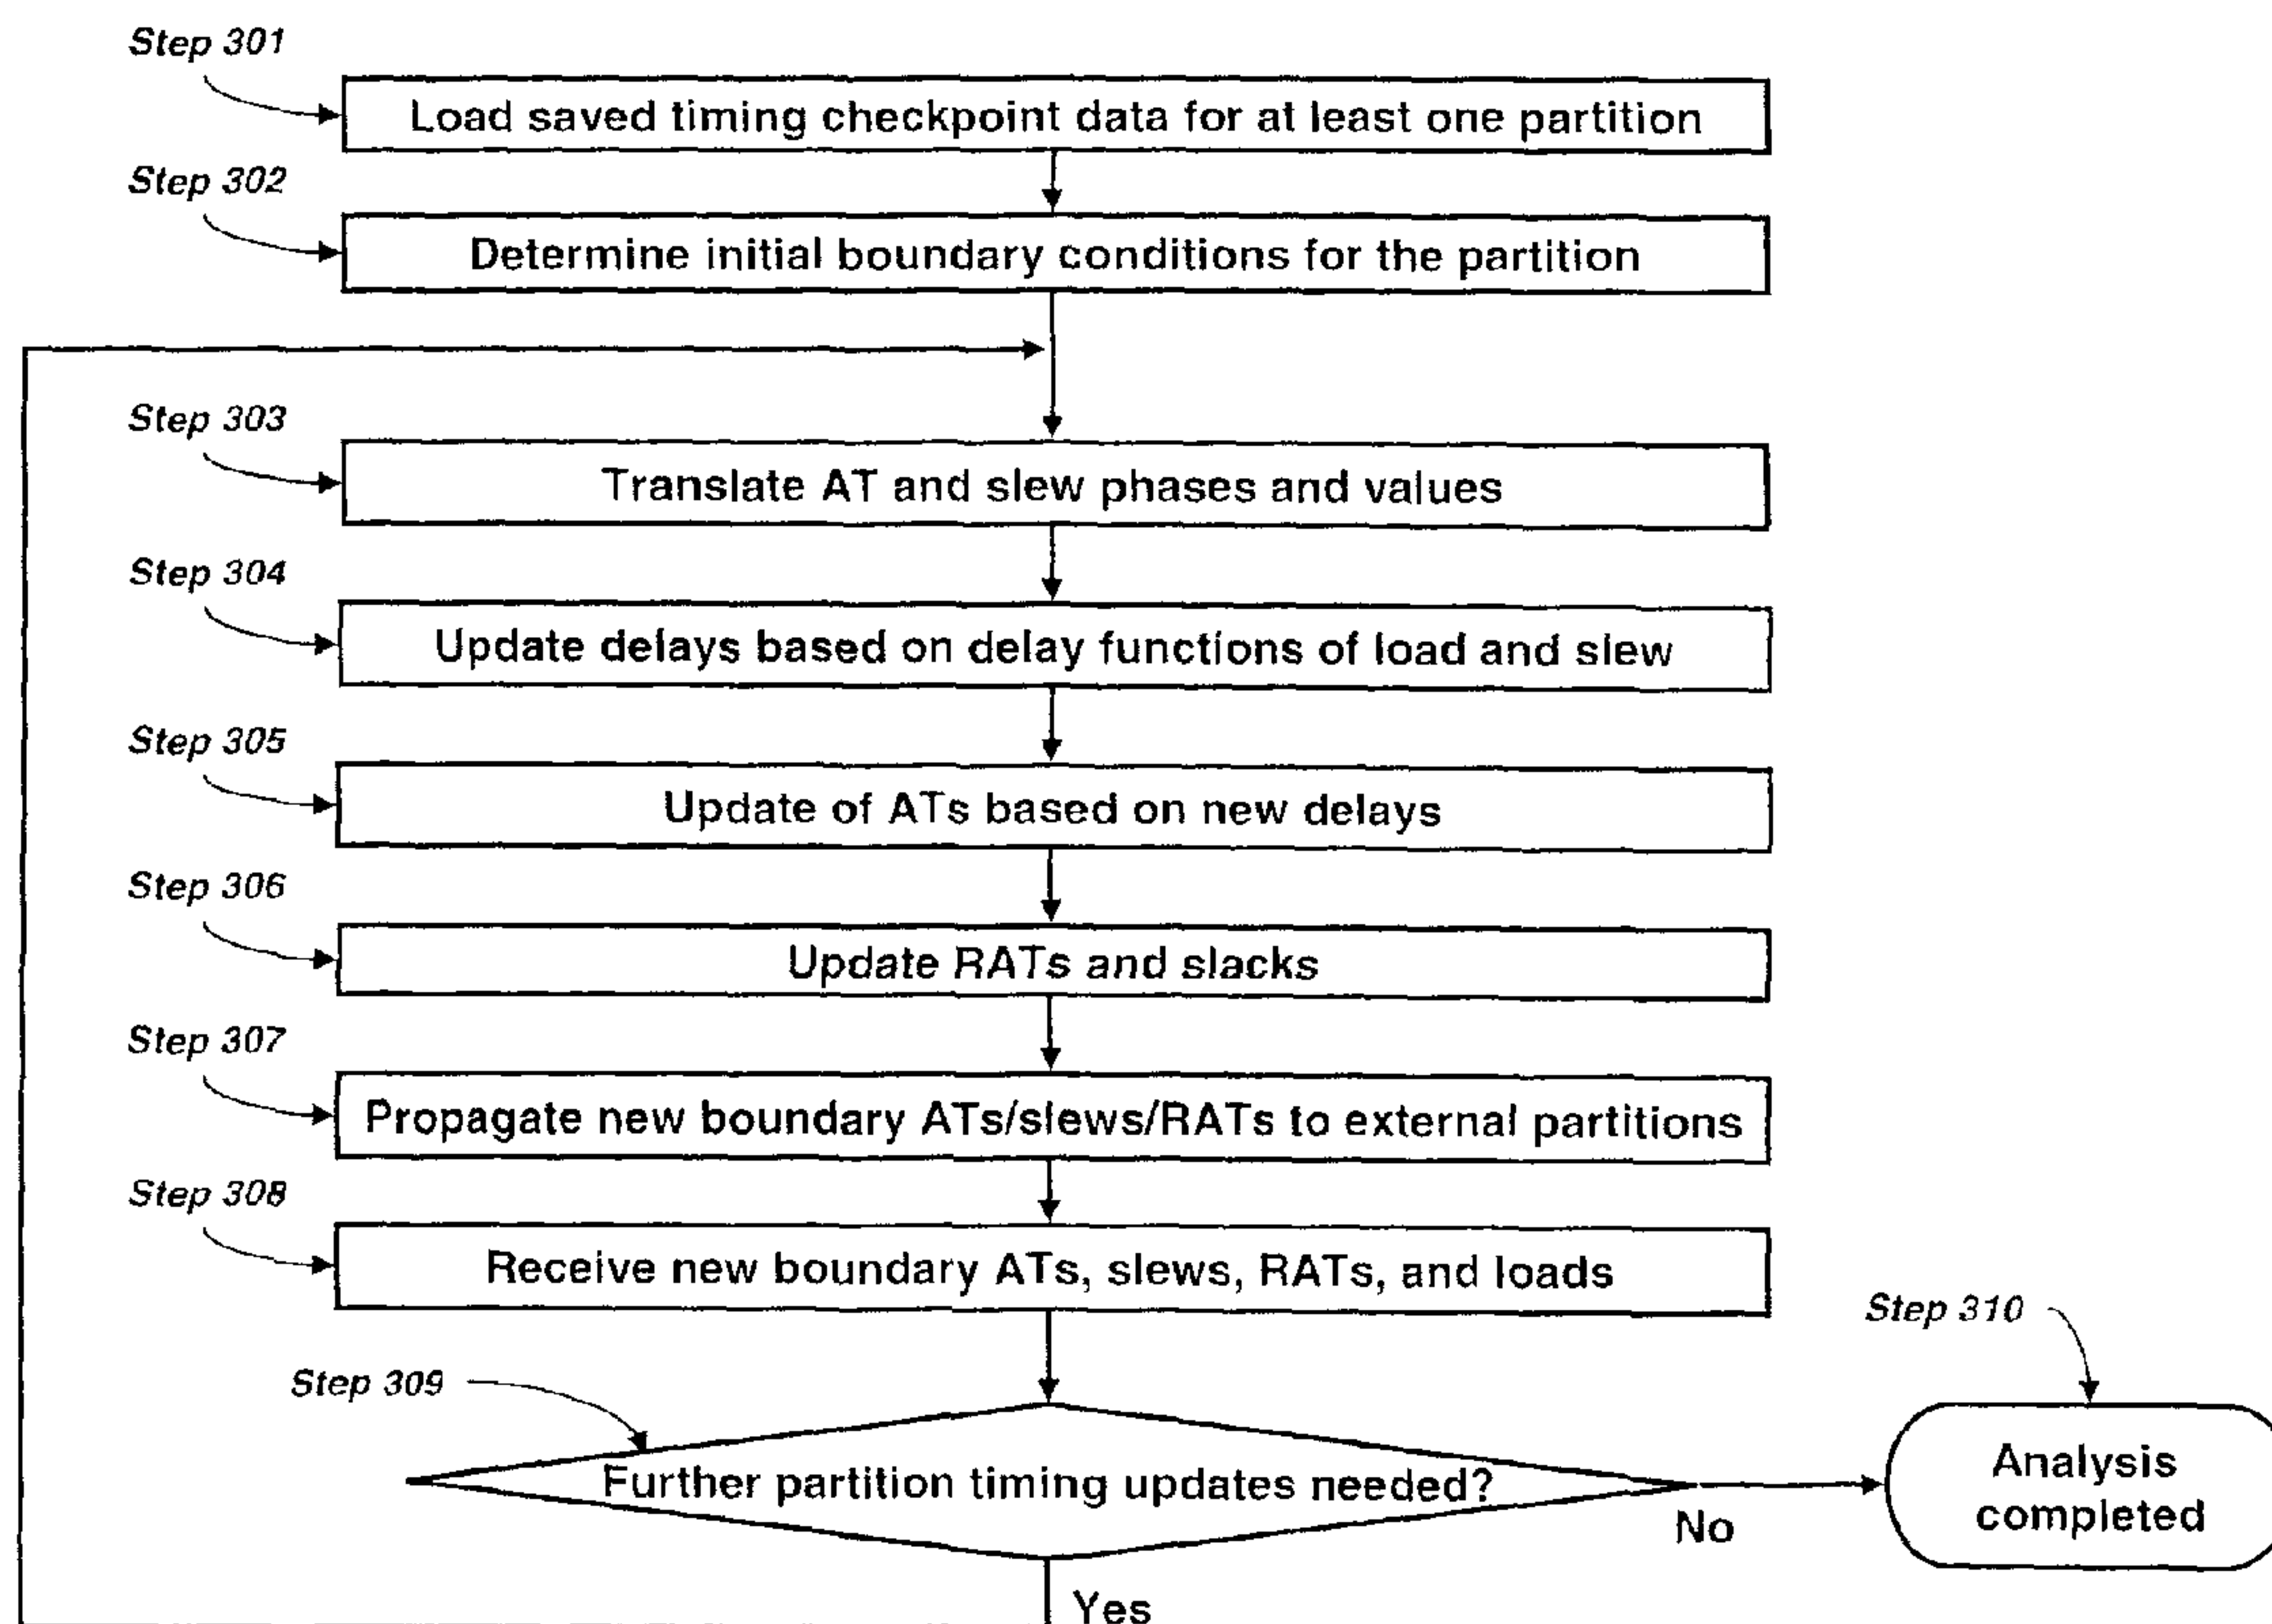 Step 301
Load saved timing checkpoint data for at least one partition
Step 302
Determine initial boundary conditions for the partition
Step 303
Translate AT and slew phases and values
Step 304
Update delays based on delay functions of load and slew
Step 305
Update of ATs based on new delays
Step 306
Update RATs and slacks
Step 307
Propagate new boundary ATs/slews/RATs to external partitions
Step 308
Receive new boundary ATs, slews, RATs, and loads
Step 309
Further partition timing updates needed?
No
Step 310
Analysis
completed
Yes